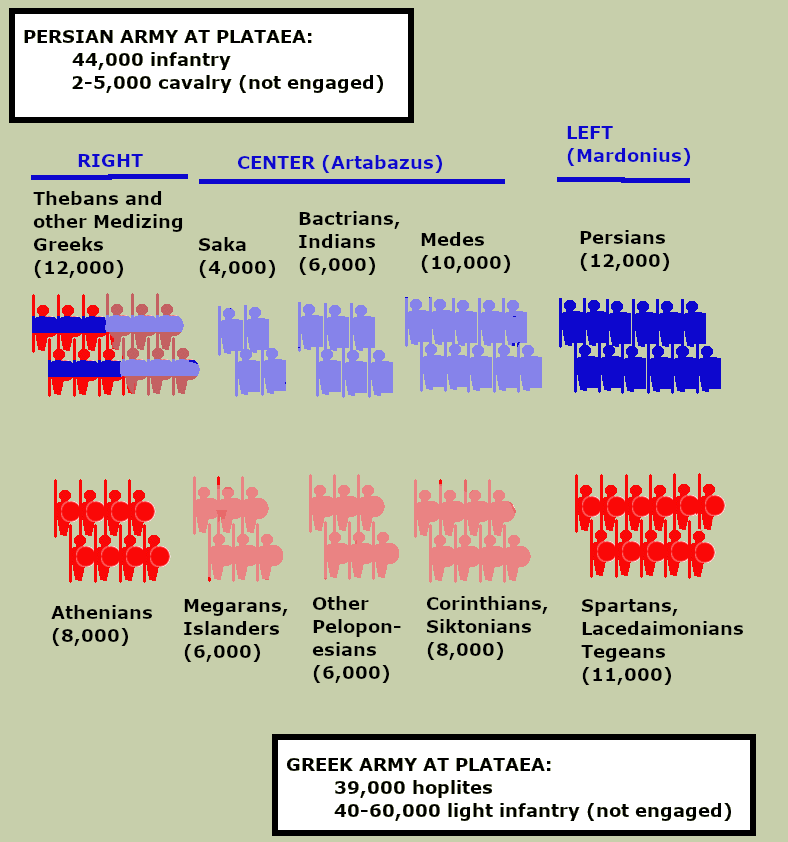 PERSIAN ARMY AT PLATAEA:
44,000 infantry
2-5,000 cavalry (not engaged)
RIGHT
CENTER (Artabazus)
LEFT
(Mardonius)
Thebans and
other Medizing
Greeks
(12,000)
Saka
(4,000)
Bactrians,
Indians
(6,000)
Medes
(10,000)
Persians
(12,000)
Athenians
(8,000)
Megarans,
Islanders
(6,000)
Other
Pelopon-
esians
(6,000)
Corinthians,
Siktonians
(8,000)
Spartans,
Lacedaimonians
Tegeans
(11,000)
GREEK ARMY AT PLATAEA:
39,000 hoplites
40-60,000 light infantry (not engaged)